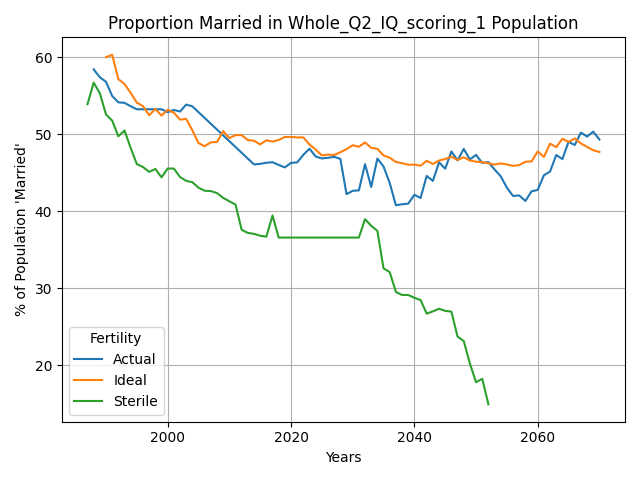 Proportion Married in Whole_Q2_IQ_scoring_1 Population
% of Population 'Married'
60
50
40
30
20
Fertility
Actual
Ideal
Sterile
2000
2020
2040
2060
Years